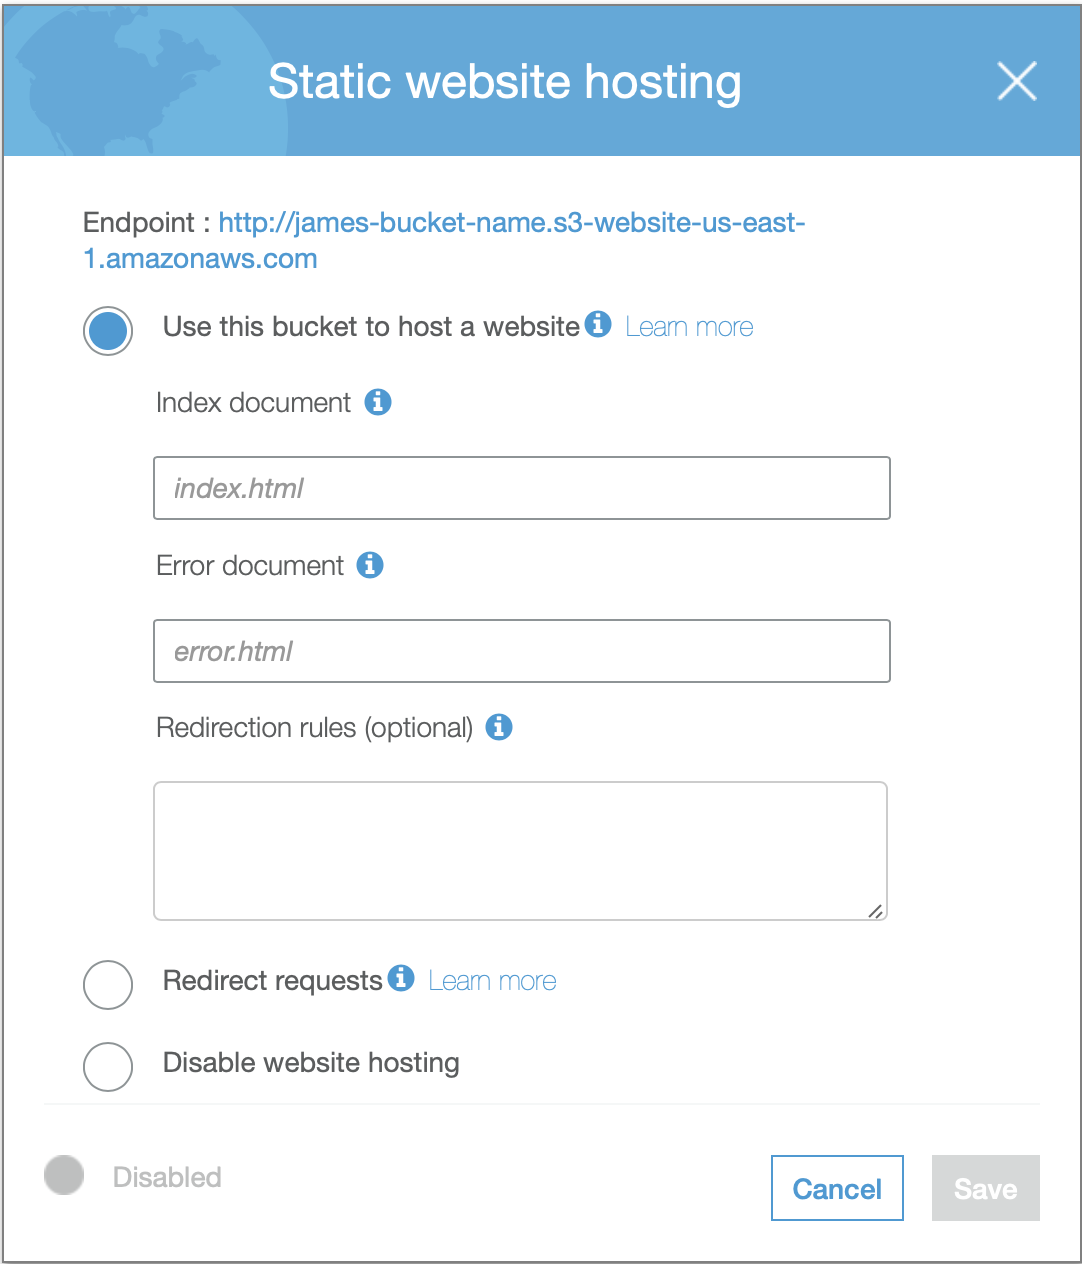 Static website hosting
Endpoint : http://james-bucket-name.s3-website-us-east-
1.amazonaws.com
Use this bucket to host a website Learn more
Index document
index.html
Error document
error.html
Redirection rules (optional)
Redirect requests Learn more
Disable website hosting
Disabled
Cancel Save